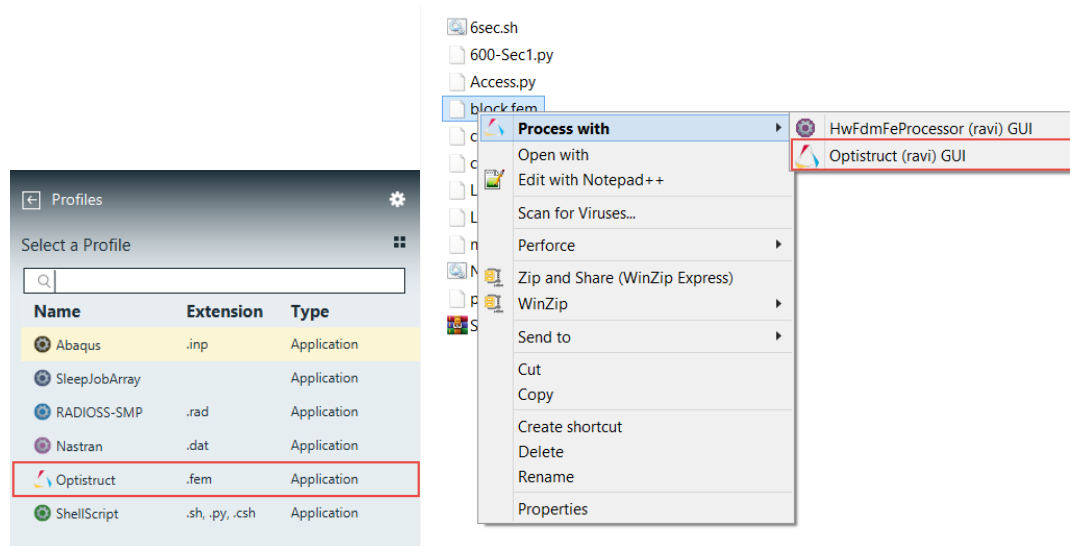 Profiles
Select a Profile
Name Extension Type
Abaqus .inp Application
SleepJobArray Application
RADIOSS-SMP .rad Application
Nastran .dat Application
Optistruct .fem Application
ShellScript .sh, .py, .csh Application
6sec.sh
600-Sec1.py
Access.py
block.fem
Process with
Open with
Edit with Notepad++
Scan for Viruses...
Perforce
Zip and Share (WinZip Express)
WinZip
Send to
Cut
Copy
Create shortcut
Delete
Rename
Properties
HwFdmFeProcessor (ravi) GUI
Optistruct (ravi) GUI